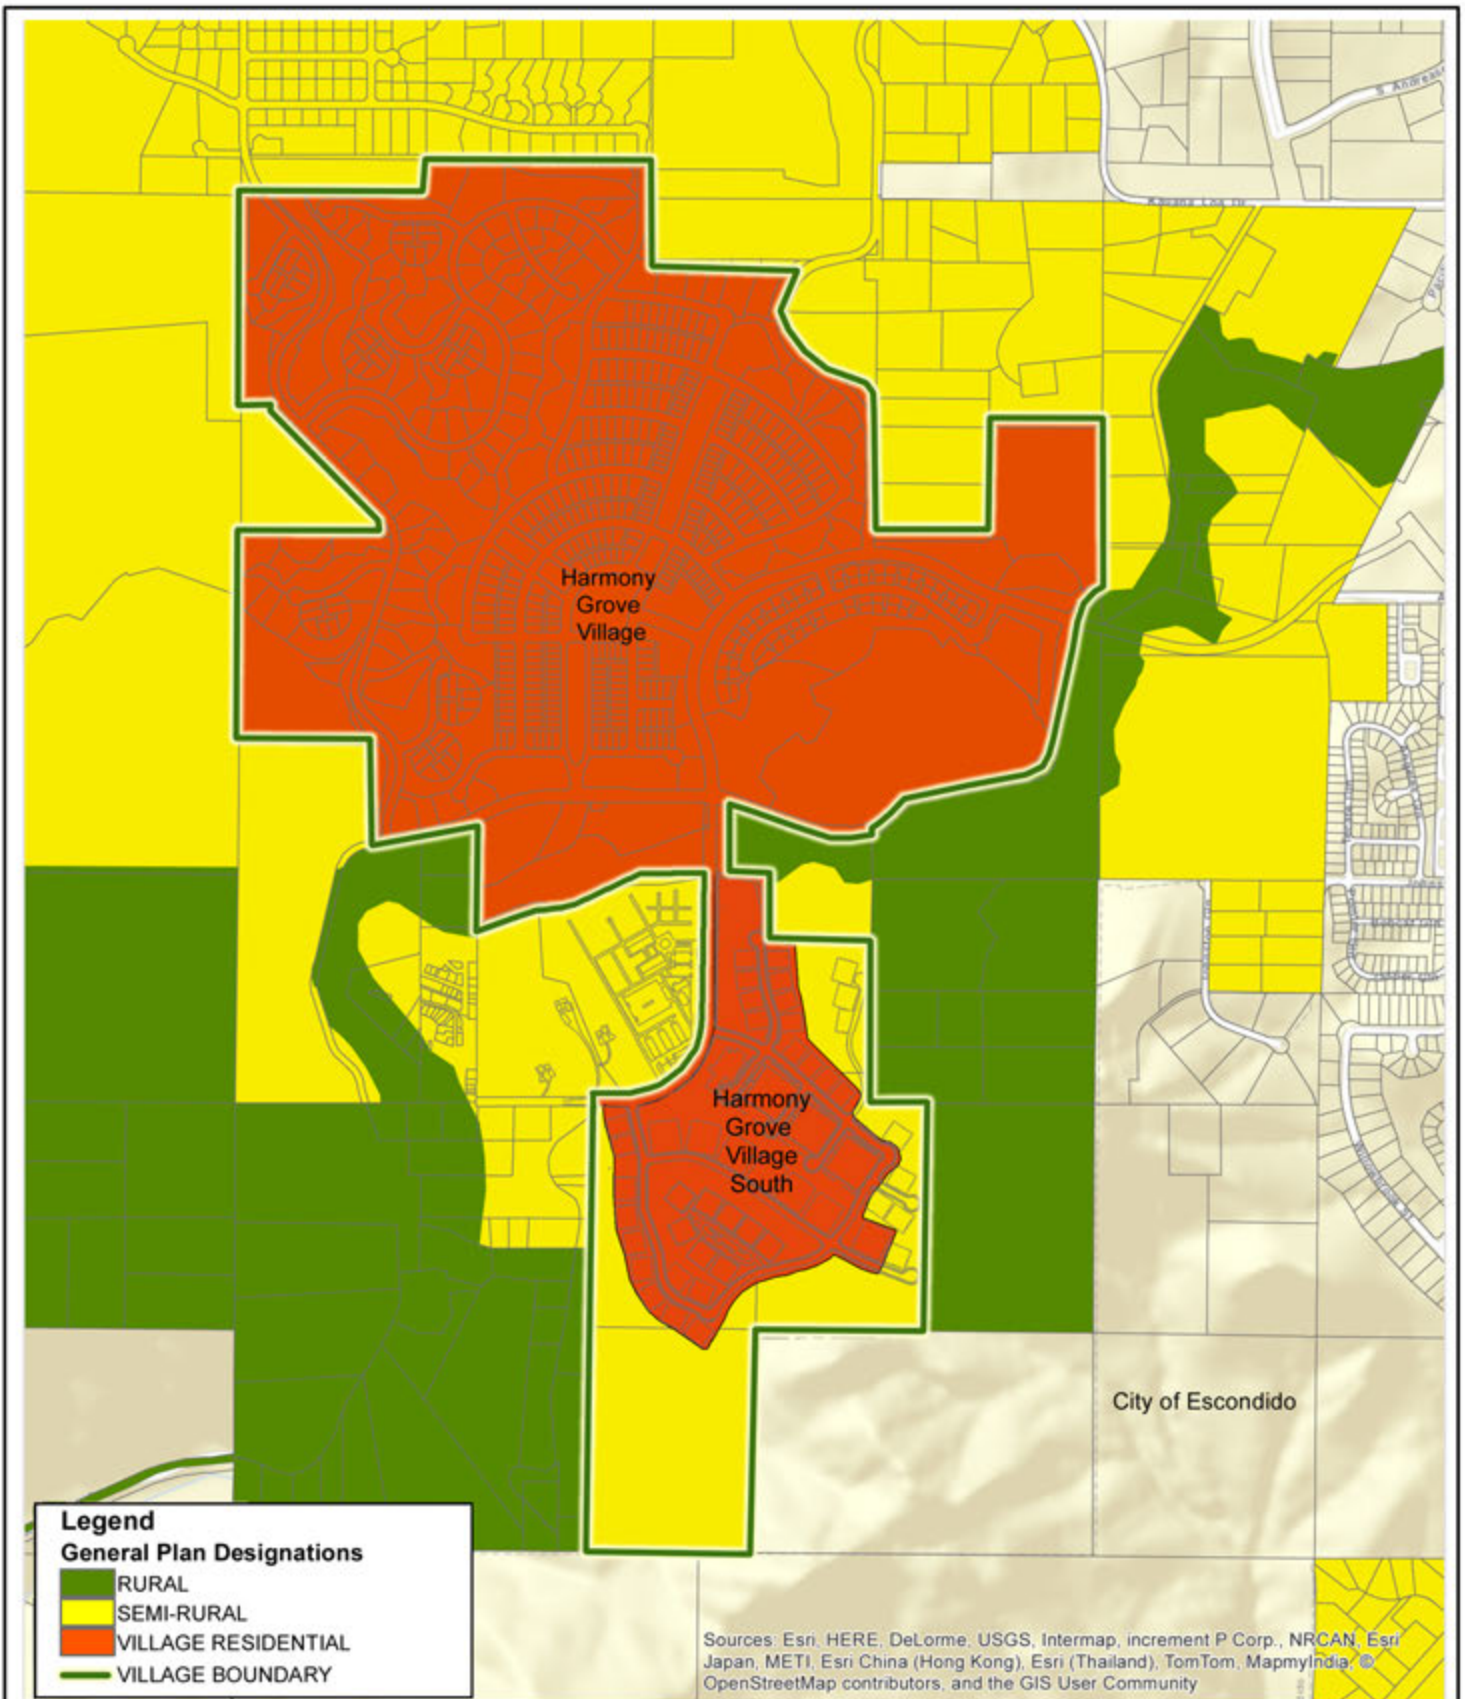 S Andreas
Harmony
Grove
Village
Harmony
Grove
Village
South
City of Escondido
Legend
General Plan Designations
RURAL
SEMI-RURAL
VILLAGE RESIDENTIAL
VILLAGE BOUNDARY
Sources: Esri, HERE, DeLorme, USGS, Intermap, increment P Corp., NRCAN, Esri
Japan, METI, Esri China (Hong Kong), Esri (Thailand), TomTom, MapmyIndia, ©
OpenStreetMap contributors, and the GIS User Community